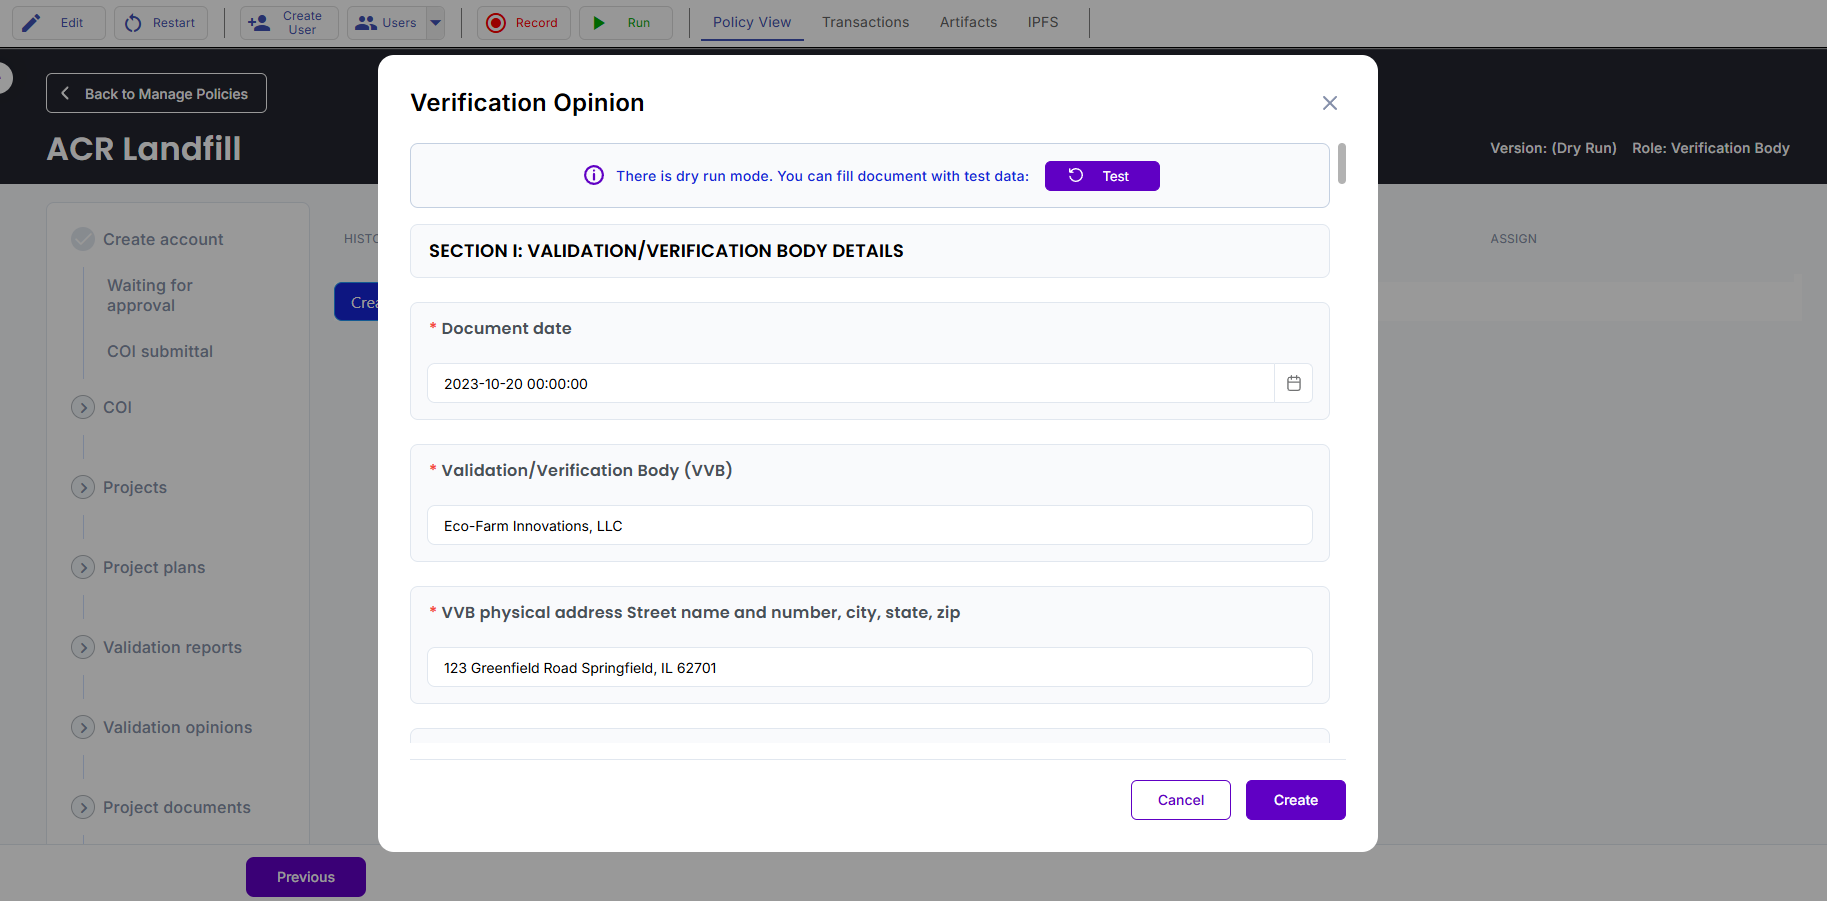 Edit
Restart
Create
User
Users
Record
Run
Policy View
Transactions
Artifacts
IPFS
Back to Manage Policies
ACR Landfill
Version: (Dry Run) Role: Verification Body
Create account
Waiting for
approval
COI submittal
COI
Projects
Project plans
Validation reports
Validation opinions
Project documents
Previous
ASSIGN
Verification Opinion
There is dry run mode. You can fill document with test data:
Test
SECTION I: VALIDATION/VERIFICATION BODY DETAILS
* Document date
2023-10-20 00:00:00
* Validation/Verification Body (VVB)
Eco-Farm Innovations, LLC
* VVB physical address Street name and number, city, state, zip
123 Greenfield Road Springfield, IL 62701
Cancel
Create